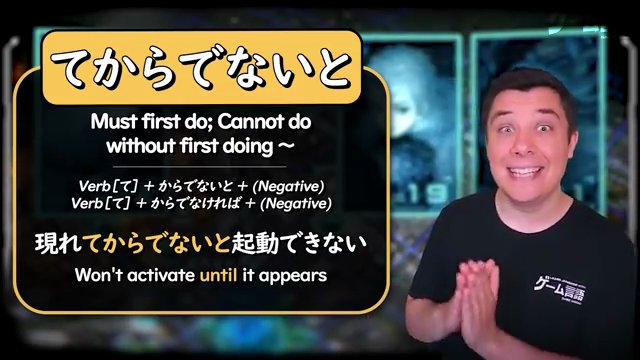 てからでないと
Must first do; Cannot do
without first doing ～
Verb[て] + からでないと + (Negative)
Verb[て] + からでなければ + (Negative)
現れてからでないと起動できない
Won't activate until it appears
19
ゲーム言語